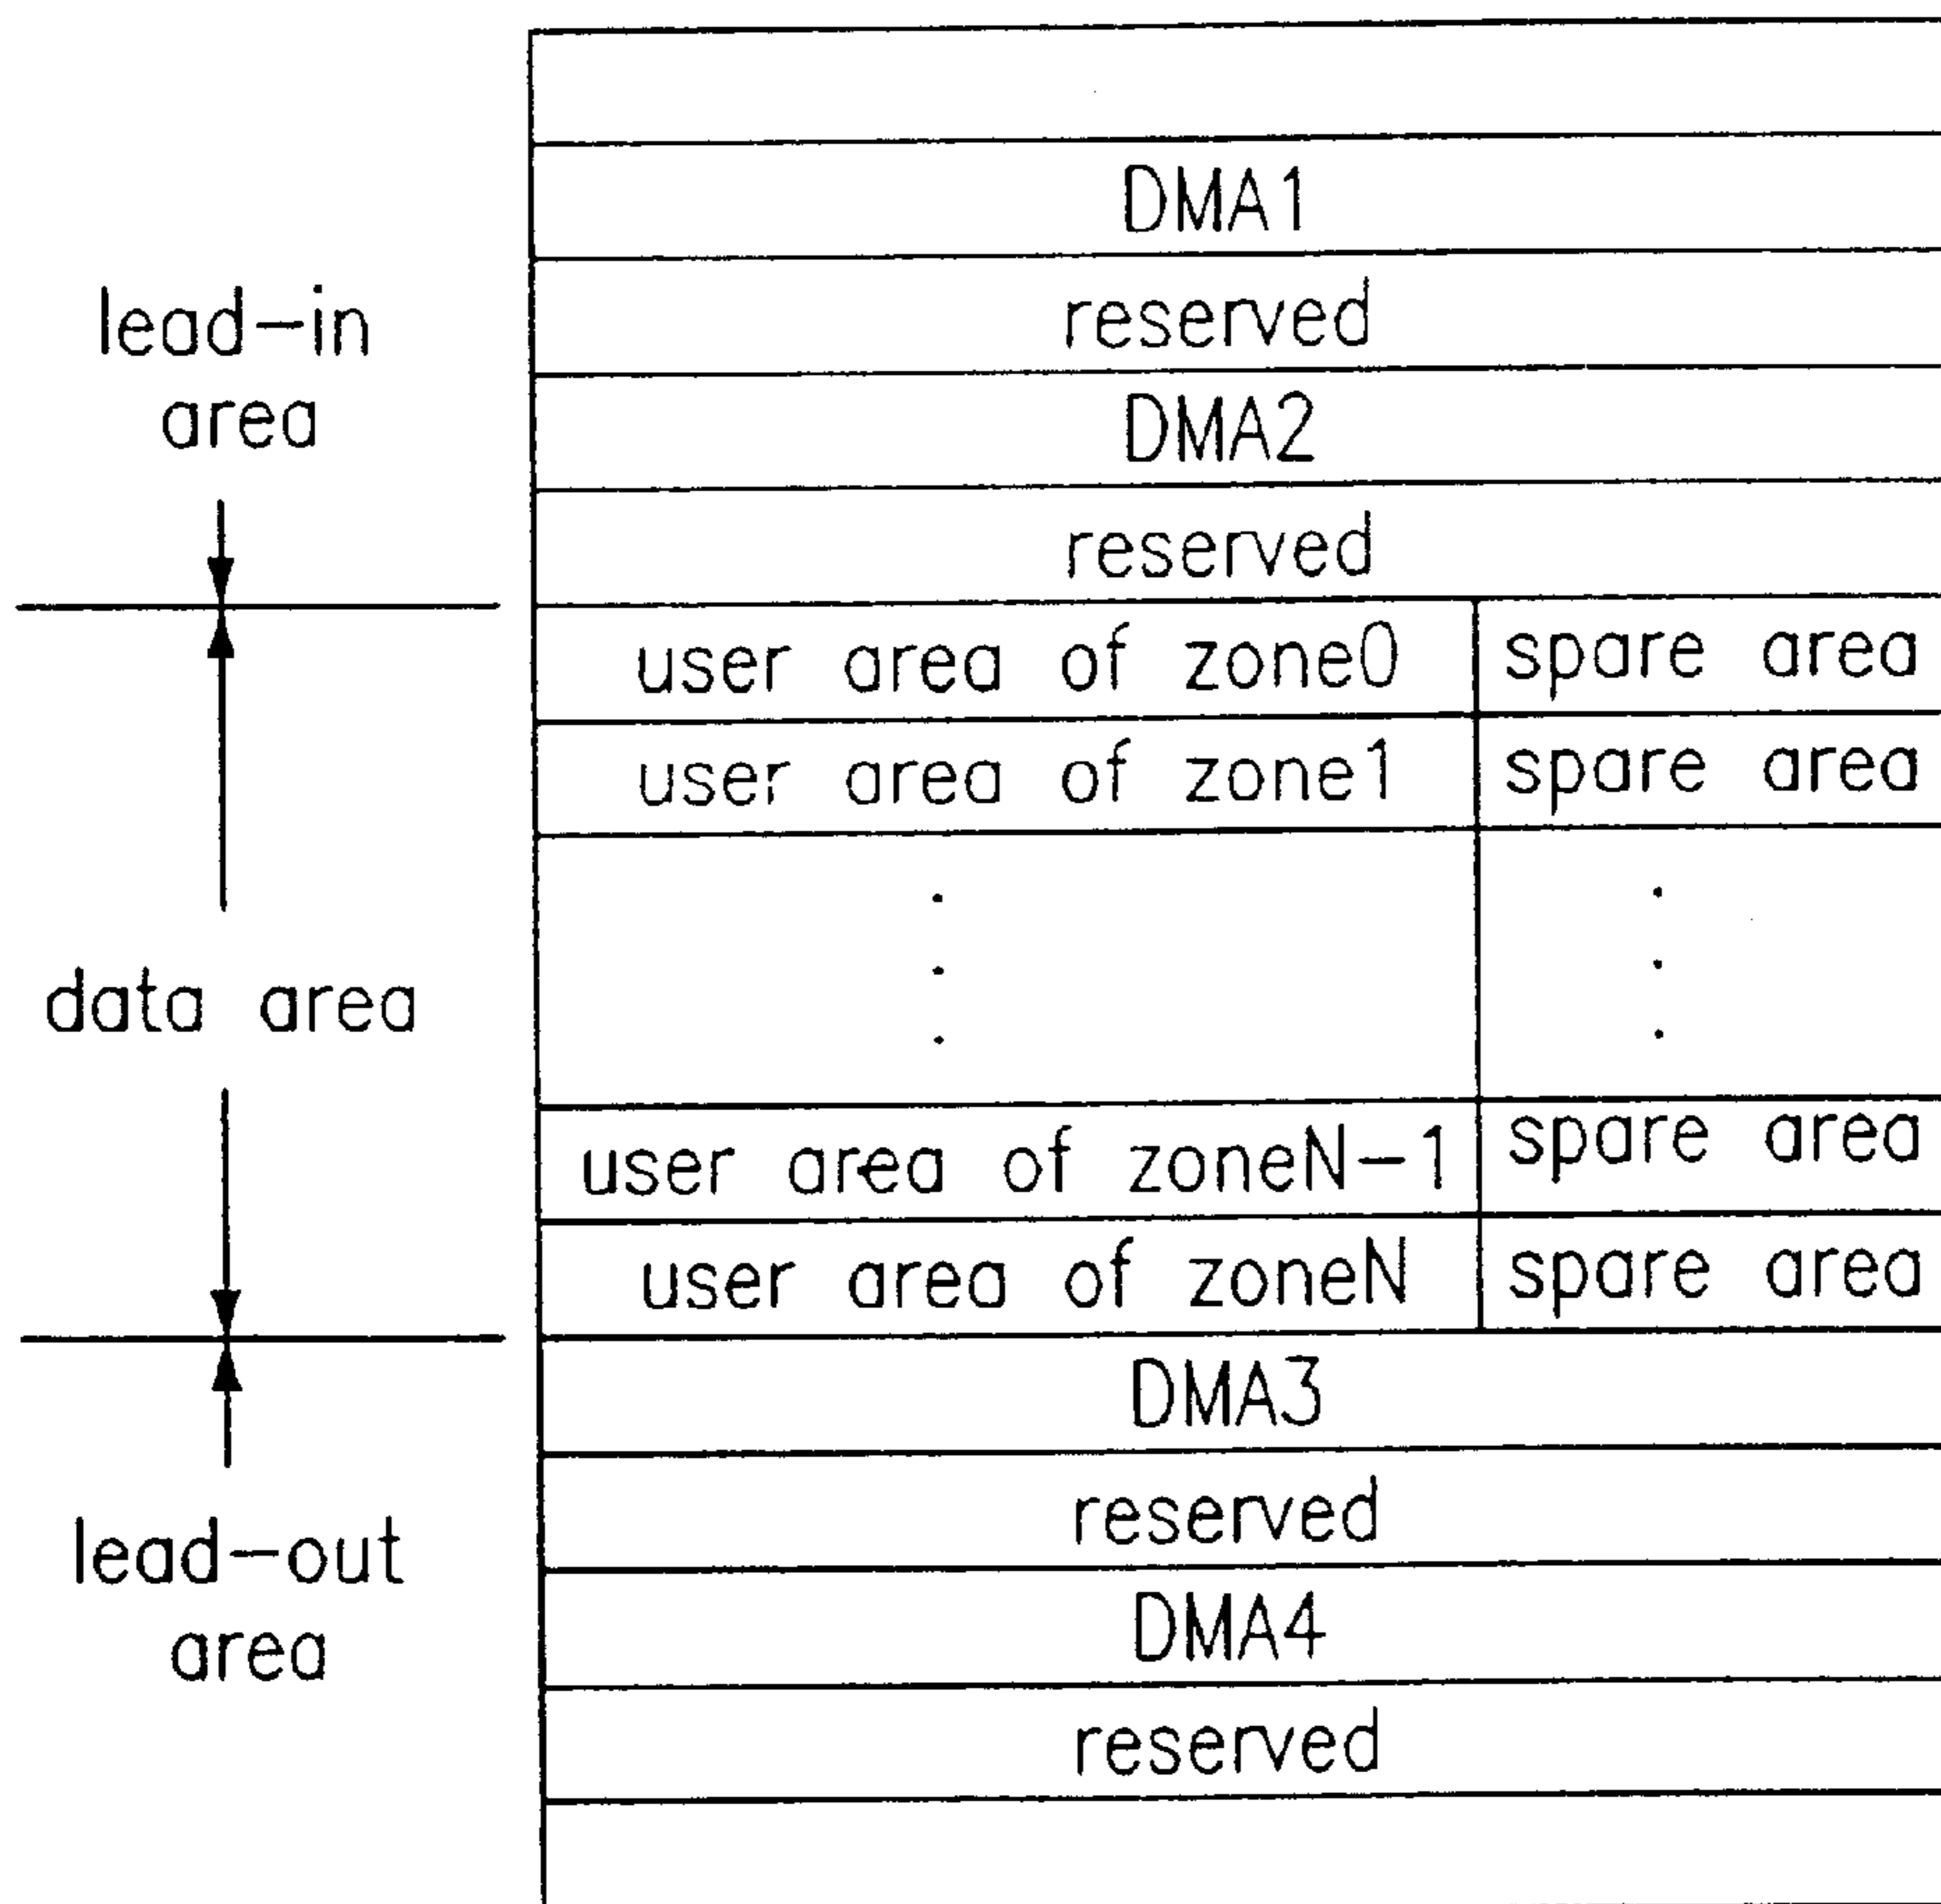 DMA1
reserved
lead-in
area
DMA2
reserved
user area of zone0 spare area
user area of zone1 spare area
data area
user area of zoneN-1 spare area
user area of zoneN spare area
DMA3
reserved
lead-out
area
DMA4
reserved